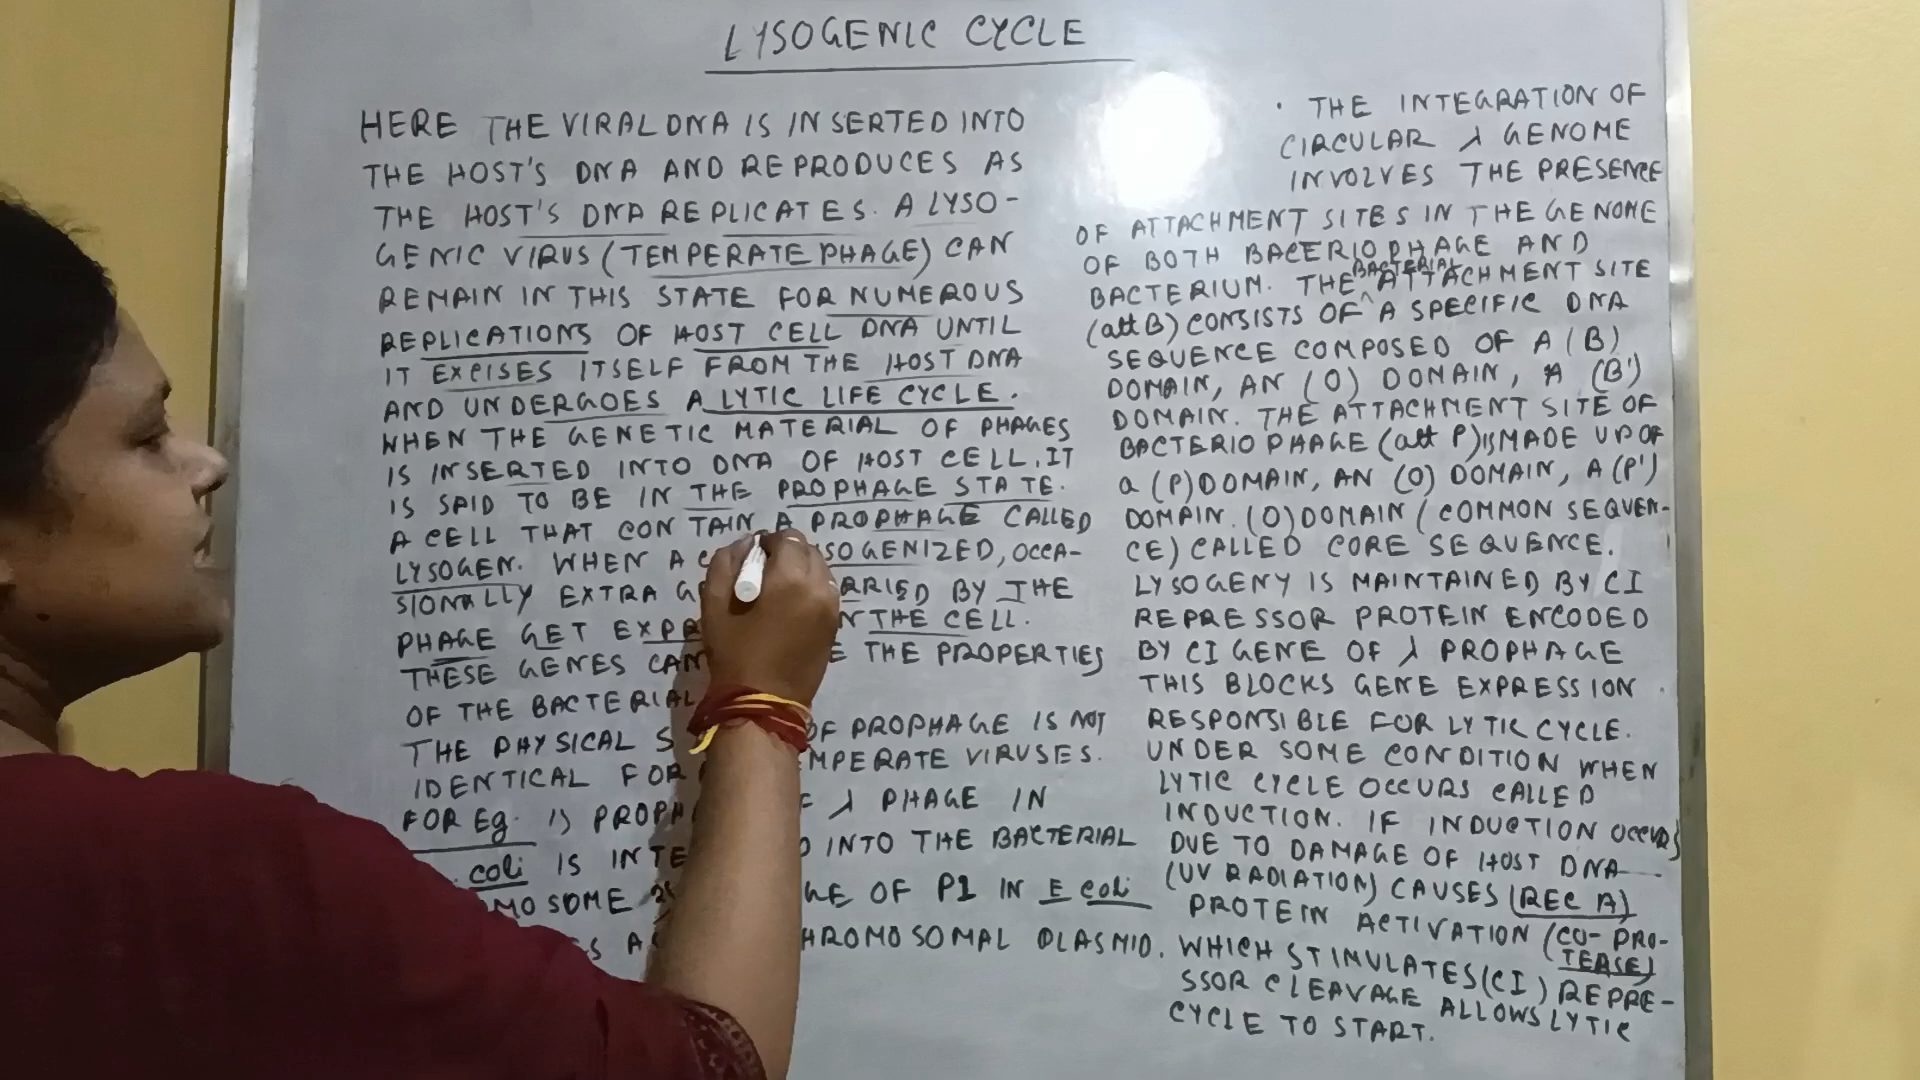 LYSOGENIC CYCLE
HERE THE VIRAL DNA IS INSERTED INTO
THE HOST'S DNA AND REPRODUCES AS
THE HOST'S DNA REPLICATES. A LYSO-
GENIC VIRUS (TEMPERATE PHAGE) CAN
REMAIN IN THIS STATE FOR NUMEROUS
REPLICATIONS OF HOST CELL DNA UNTIL
IT EXCISES ITSELF FROM THE HOST DNA
AND UNDERGOES A LYTIC LIFE CYCLE.
WHEN THE GENETIC MATERIAL OF PHAGES
IS INSERTED INTO DNA OF HOST CELL, IT
IS SAID TO BE IN THE PROPHAGE STATE.
A CELL THAT CONTAIN A PROPHAGE CALLED
LYSOGEN. WHEN A SOGENIZED, OCCA-
SIONALLY EXTRA ARRIED BY THE
PHAGE GET EXPR N THE CELL.
THESE GENES CAN E THE PROPERTIES
OF THE BACTERIAL
THE PHYSICAL S OF PROPHAGE IS NOT
IDENTICAL FOR MPERATE VIRUSES.
FOR Eg. IS PROPHA λ PHAGE IN
coli IS INTE D INTO THE BACTERIAL
MOSOME GE OF P1 IN E coli
HROMOSOMAL PLASMID.
· THE INTEGRATION OF
CIRCULAR λ GENOME
INVOLVES THE PRESENCE
OF ATTACHMENT SITES IN THE GENOME
OF BOTH BACERIOPHAGE AND
BACTERIUM. THE ^BACTERIAL ATTACHMENT SITE
(att B) CONSISTS OF A SPECIFIC DNA
SEQUENCE COMPOSED OF A (B)
DOMAIN, AN (O) DOMAIN, A (B')
DOMAIN. THE ATTACHMENT SITE OF
BACTERIOPHAGE (att P) IS MADE UP OF
a (P) DOMAIN, AN (O) DOMAIN, A (P')
DOMAIN. (O) DOMAIN (COMMON SEQUEN-
CE) CALLED CORE SEQUENCE.
LYSOGENY IS MAINTAINED BY CI
REPRESSOR PROTEIN ENCODED
BY CI GENE OF λ PROPHAGE
THIS BLOCKS GENE EXPRESSION
RESPONSIBLE FOR LYTIC CYCLE.
UNDER SOME CONDITION WHEN
LYTIC CYCLE OCCURS CALLED
INDUCTION. IF INDUCTION OCCURS
DUE TO DAMAGE OF HOST DNA
(UV RADIATION) CAUSES (REC A)
PROTEIN ACTIVATION (CO-PRO-
TEASE)
WHICH STIMULATES (CI) REPRE-
SSOR CLEAVAGE ALLOWS LYTIC
CYCLE TO START.